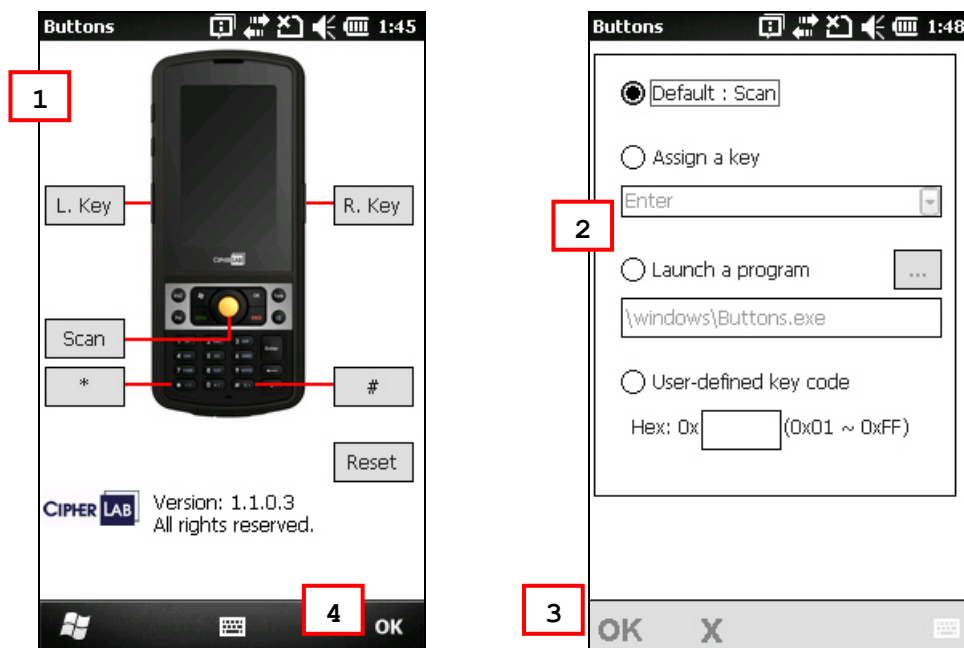 Buttons 1:45
1
L. Key
R. Key
CIPHERLAB
Scan
*
#
Reset
CIPHER LAB
Version: 1.1.0.3
All rights reserved.
4
OK
Buttons 1:48
Default : Scan
Assign a key
Enter
2
Launch a program
...
\windows\Buttons.exe
User-defined key code
Hex: 0x (0x01 ~ 0xFF)
3
OK X